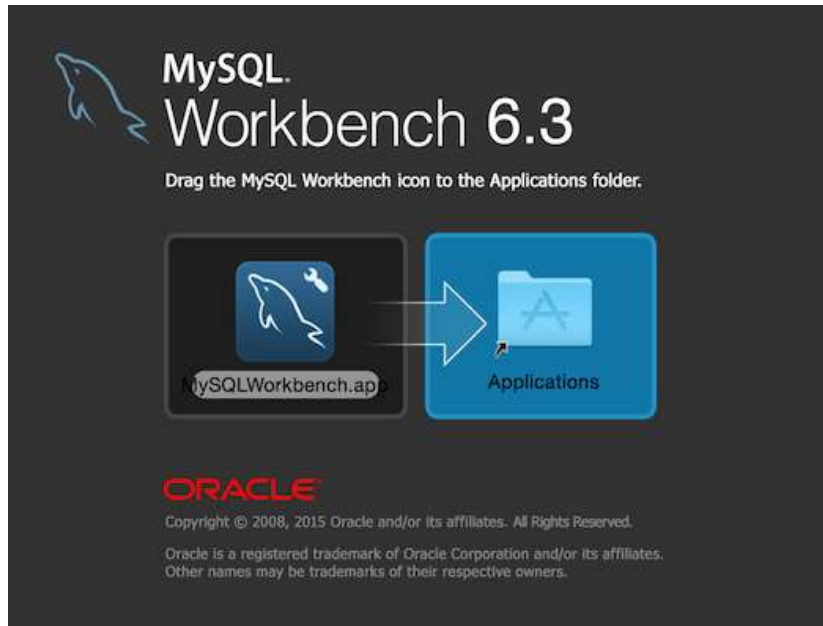 MySQL.
Workbench 6.3
Drag the MySQL Workbench icon to the Applications folder.
MySQLWorkbench.app
Applications
ORACLE
Copyright © 2008, 2015 Oracle and/or its affiliates. All Rights Reserved.
Oracle is a registered trademark of Oracle Corporation and/or its affiliates.
Other names may be trademarks of their respective owners.